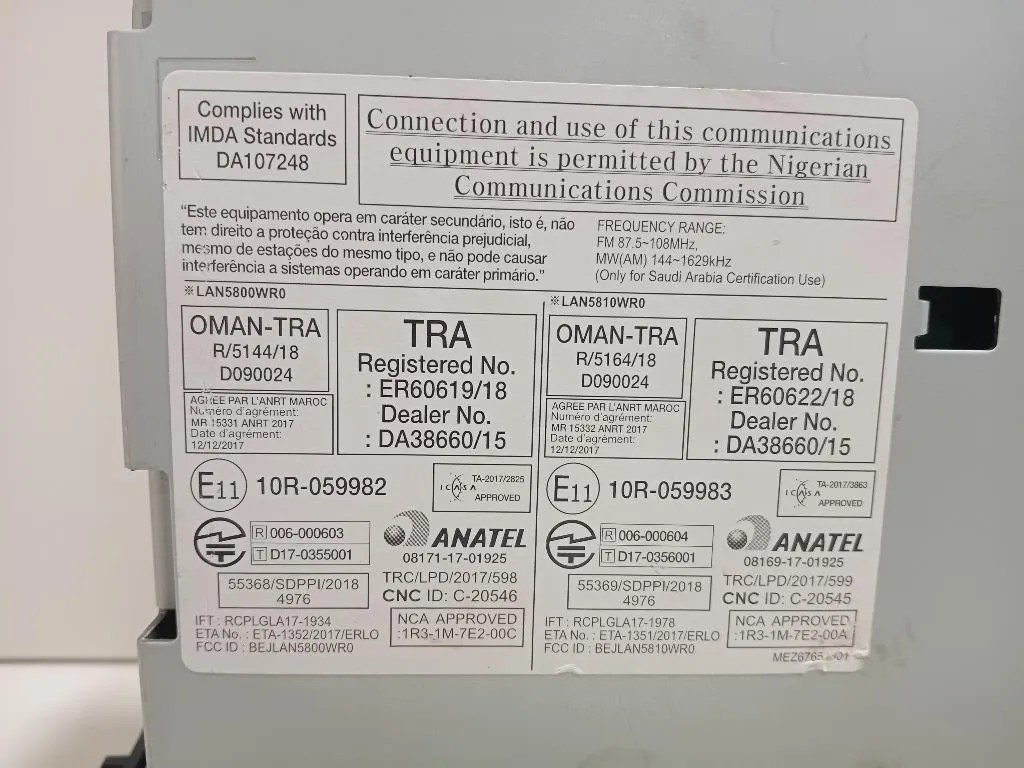 Complies with
IMDA Standards
DA107248
Connection and use of this communications
equipment is permitted by the Nigerian
Communications Commission
"Este equipamento opera em caráter secundário, isto é, não
tem direito a proteção contra interferência prejudicial,
mesmo de estações do mesmo tipo, e não pode causar
interferência a sistemas operando em caráter primário."
FREQUENCY RANGE:
FM 87.5~108MHz,
MW(AM) 144~1629kHz
(Only for Saudi Arabia Certification Use)
※LAN5800WR0
OMAN-TRA
R/5144/18
D090024
TRA
Registered No.
: ER60619/18
Dealer No.
: DA38660/15
AGREE PAR L'ANRT MAROC
Numéro d'agrément:
MR 15331 ANRT 2017
Date d'agrément:
12/12/2017
E11 10R-059982
ICASA
TA-2017/2825
APPROVED
R 006-000603
T D17-0355001
ANATEL
08171-17-01925
55368/SDPPI/2018
4976
TRC/LPD/2017/598
CNC ID: C-20546
IFT : RCPLGLA17-1934
ETA No. : ETA-1352/2017/ERLO
FCC ID : BEJLAN5800WR0
NCA APPROVED
:1R3-1M-7E2-00C
※LAN5810WR0
OMAN-TRA
R/5164/18
D090024
TRA
Registered No.
: ER60622/18
Dealer No.
: DA38660/15
AGREE PAR L'ANRT MAROC
Numéro d'agrément:
MR 15332 ANRT 2017
Date d'agrément:
12/12/2017
E11 10R-059983
ICASA
TA-2017/3863
APPROVED
R 006-000604
T D17-0356001
ANATEL
08169-17-01925
55369/SDPPI/2018
4976
TRC/LPD/2017/599
CNC ID: C-20545
IFT : RCPLGLA17-1978
ETA No. : ETA-1351/2017/ERLO
FCC ID : BEJLAN5810WR0
NCA APPROVED
:1R3-1M-7E2-00A